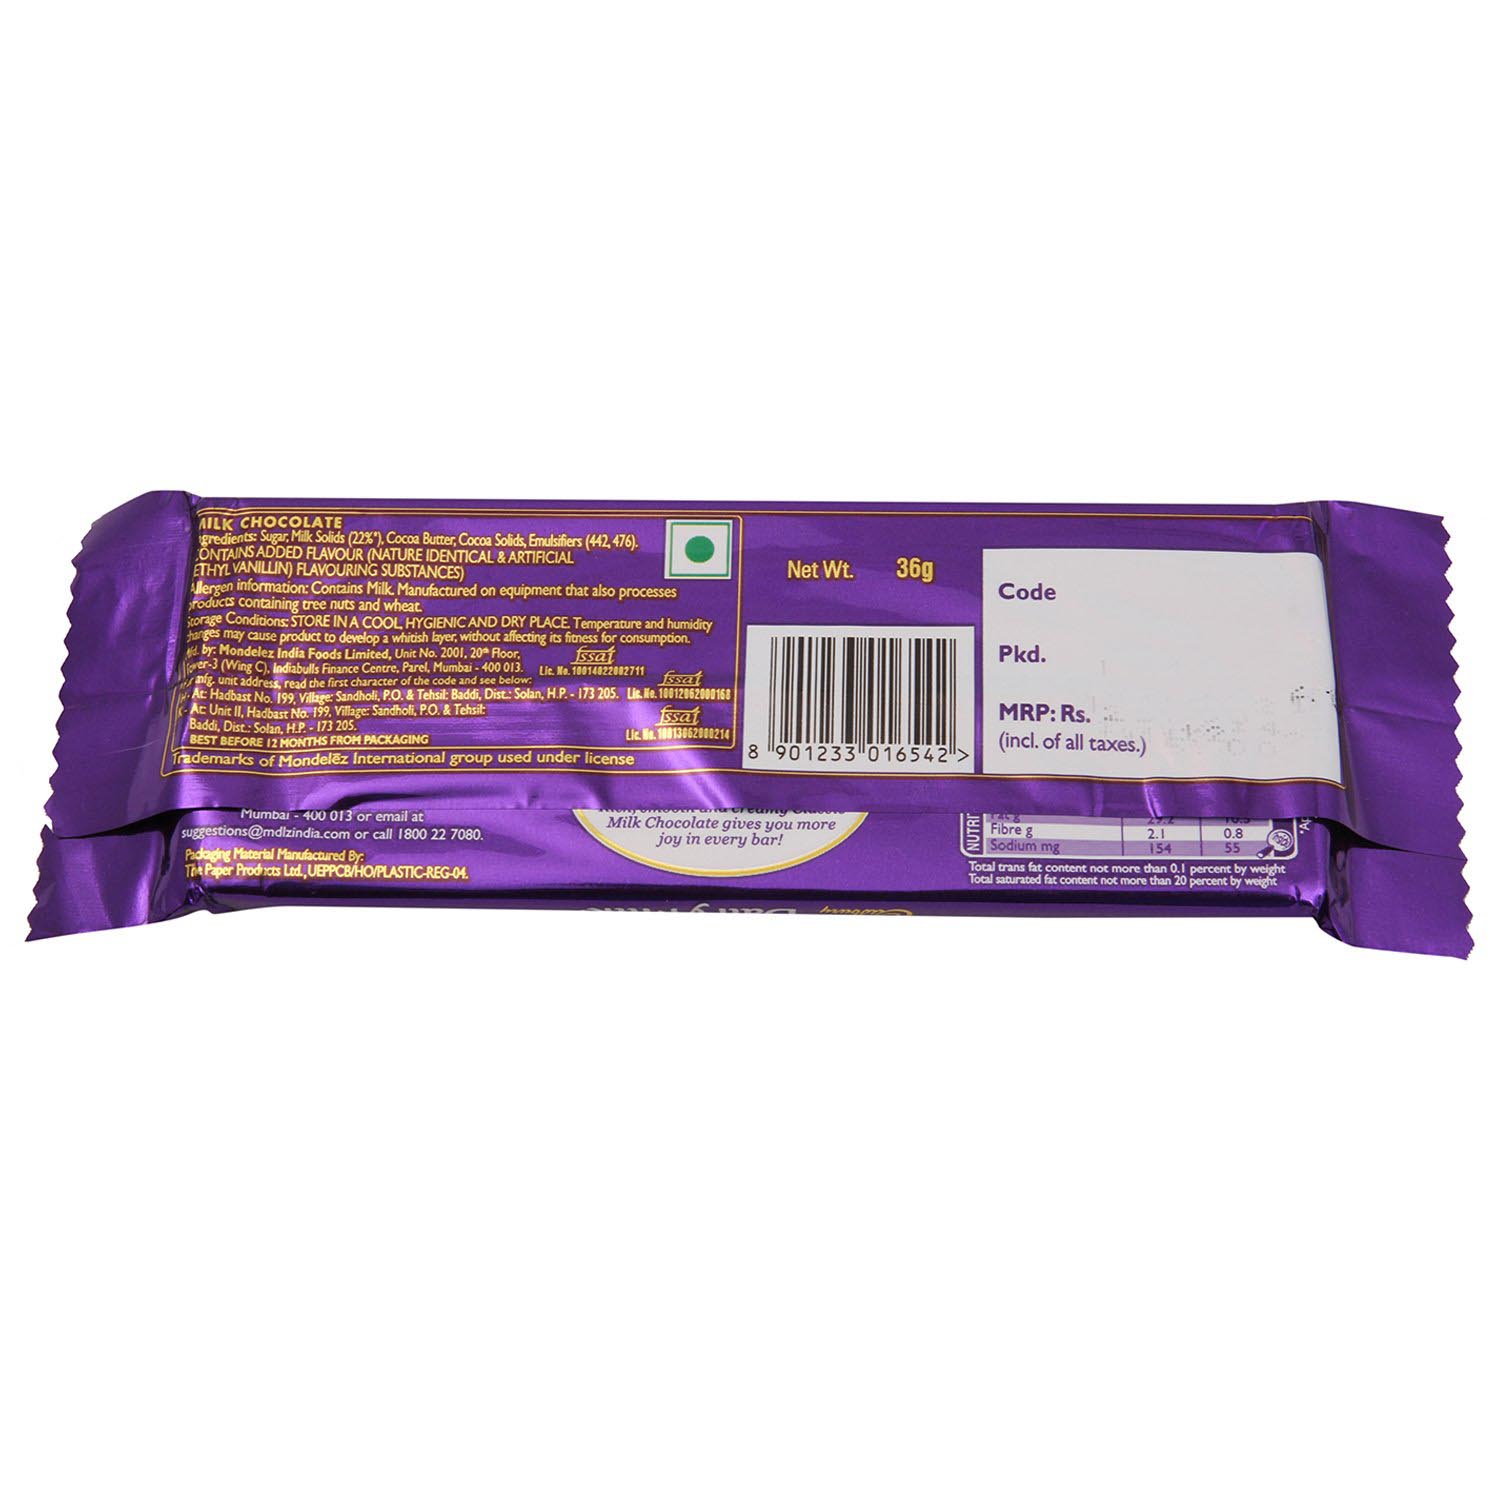 MILK CHOCOLATE
Ingredients: Sugar, Milk Solids (22%*), Cocoa Butter, Cocoa Solids, Emulsifiers (442, 476).
CONTAINS ADDED FLAVOUR (NATURE IDENTICAL & ARTIFICIAL
(ETHYL VANILLIN) FLAVOURING SUBSTANCES)
Allergen information: Contains Milk. Manufactured on equipment that also processes
products containing tree nuts and wheat.
Storage Conditions: STORE IN A COOL, HYGIENIC AND DRY PLACE. Temperature and humidity
changes may cause product to develop a whitish layer, without affecting its fitness for consumption.
by: Mondelez India Foods Limited, Unit No. 2001, 20th Floor,
Tower-3 (Wing C), Indiabulls Finance Centre, Parel, Mumbai - 400 013.
fssai
Lic. No. 10014022002711
mfg. unit address, read the first character of the code and see below:
- At: Hadbast No. 199, Village: Sandholi, P.O. & Tehsil: Baddi, Dist.: Solan, H.P. - 173 205.
fssai
Lic. No. 10012062000168
- At: Unit II, Hadbast No. 199, Village: Sandholi, P.O. & Tehsil:
Baddi, Dist.: Solan, H.P. - 173 205.
fssai
Lic. No. 10013062000214
BEST BEFORE 12 MONTHS FROM PACKAGING
Trademarks of Mondelēz International group used under license
Net Wt. 36g
8 901233 016542 >
Code
Pkd.
MRP: Rs.
(incl. of all taxes.)
Mumbai - 400 013 or email at
suggestions@mdlzindia.com or call 1800 22 7080.
Packaging Material Manufactured By:
The Paper Products Ltd., UEPPCB/HO/PLASTIC-REG-04.
and creamy Classic
Milk Chocolate gives you more
joy in every bar!
NUTRI
Fibre g 2.1 0.8
Sodium mg 154 55
Total trans fat content not more than 0.1 percent by weight
Total saturated fat content not more than 20 percent by weight
Cadbury
Dairy